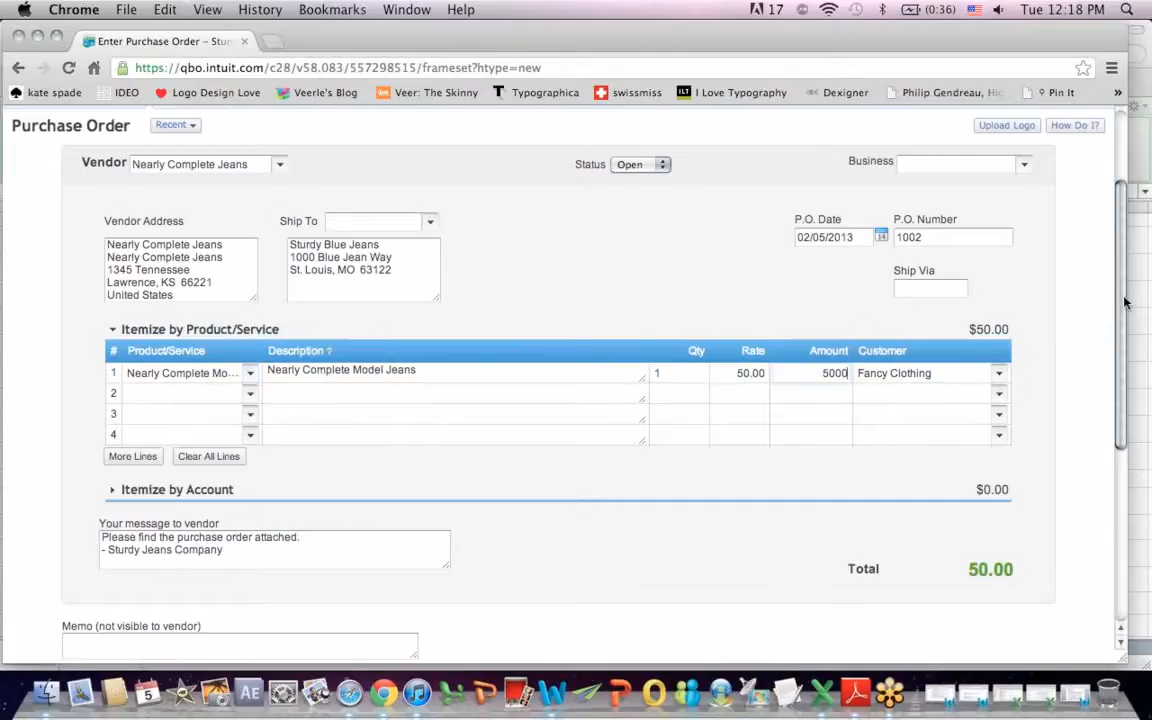 Chrome File Edit View History Bookmarks Window Help 17 (0:36) Tue 12:18 PM
Enter Purchase Order – Stur
https://qbo.intuit.com/c28/v58.083/557298515/frameset?htype=new
kate spade IDEO Logo Design Love Veerle's Blog Veer: The Skinny Typographica swissmiss I Love Typography Dexigner Philip Gendreau, Pin It »
Purchase Order Recent Upload Logo How Do I?
Vendor Nearly Complete Jeans Status Open Business
Vendor Address Ship To P.O. Date P.O. Number
Nearly Complete Jeans Sturdy Blue Jeans 02/05/2013 1002
Nearly Complete Jeans 1000 Blue Jean Way
1345 Tennessee St. Louis, MO 63122 Ship Via
Lawrence, KS 66221
United States
Itemize by Product/Service $50.00
# Product/Service Description ? Qty Rate Amount Customer
1 Nearly Complete Mo... Nearly Complete Model Jeans 1 50.00 5000 Fancy Clothing
2
3
4
More Lines Clear All Lines
Itemize by Account $0.00
Your message to vendor
Please find the purchase order attached.
- Sturdy Jeans Company
Total 50.00
Memo (not visible to vendor)